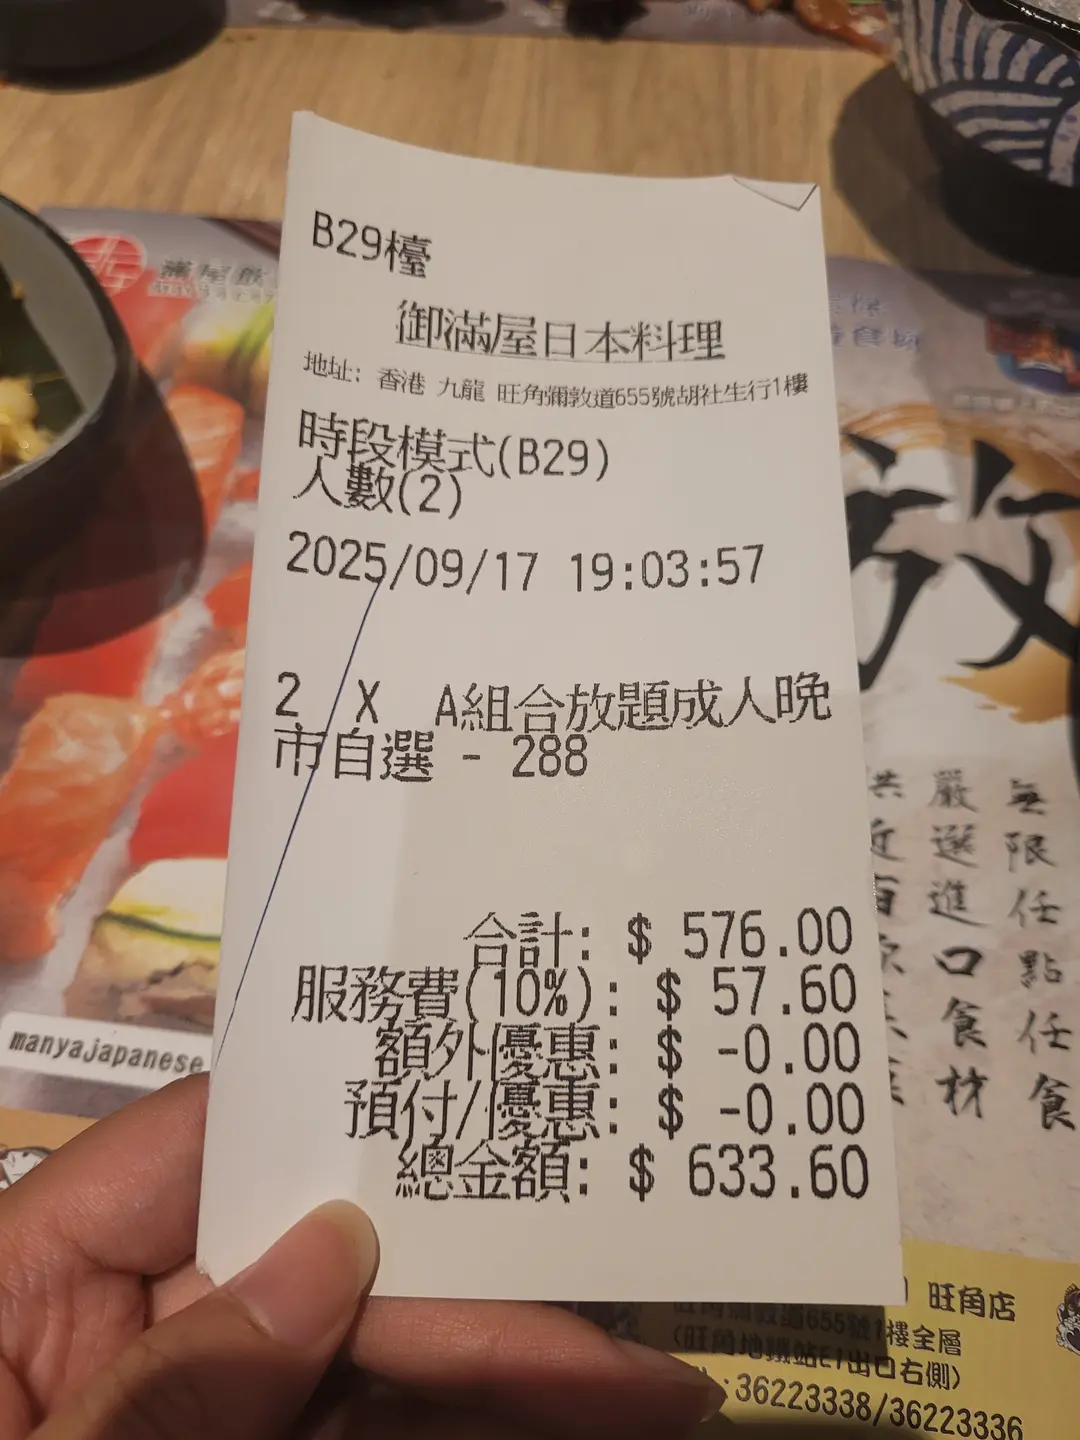 B29檯
御滿屋日本料理
地址: 香港 九龍 旺角彌敦道655號胡社生行1樓
時段模式(B29)
人數(2)
2025/09/17 19:03:57
2 X A組合放題成人晚
市自選 - 288
合計: $ 576.00
服務費(10%): $ 57.60
額外優惠: $ -0.00
預付/優惠: $ -0.00
總金額: $ 633.60
manyajapanese
放
無限任點任食
嚴選進口食材
旺角店
旺角彌敦道655號1樓全層
(旺角地鐵站E1出口右側)
:36223338/36223336